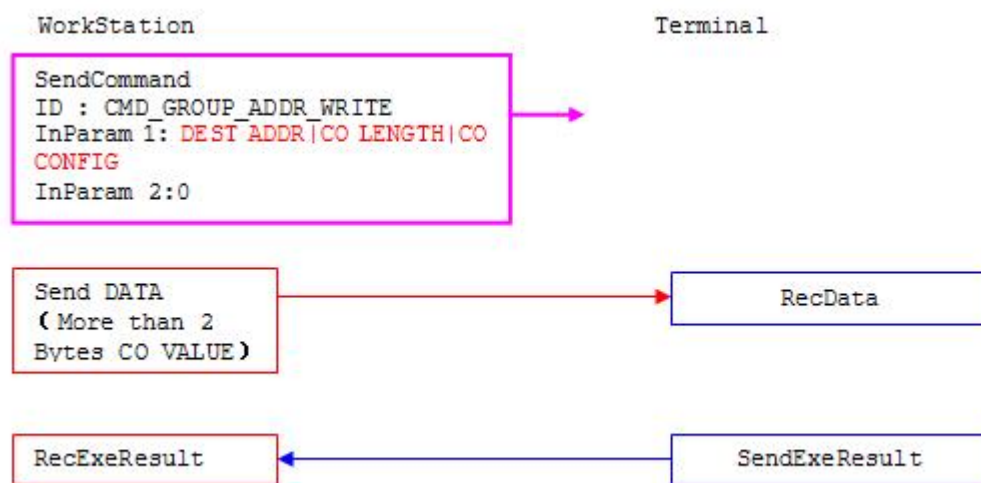 WorkStation Terminal
SendCommand
ID : CMD_GROUP_ADDR_WRITE
InParam 1: DEST ADDR|CO LENGTH|CO
CONFIG
InParam 2:0
Send DATA
(More than 2
Bytes CO VALUE)
RecData
RecExeResult
SendExeResult